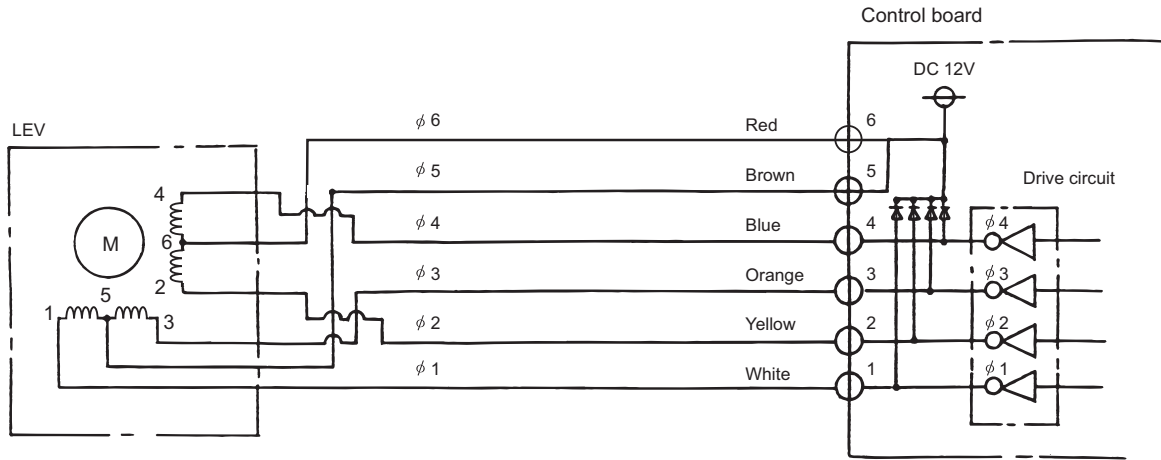 Control board
DC 12V
LEV
ϕ 6 Red 6
ϕ 5 Brown 5
Drive circuit
4
ϕ 4 Blue 4 ϕ 4
M 6
ϕ 3 Orange 3 ϕ 3
2
5
1 3
ϕ 2 Yellow 2 ϕ 2
ϕ 1 White 1 ϕ 1